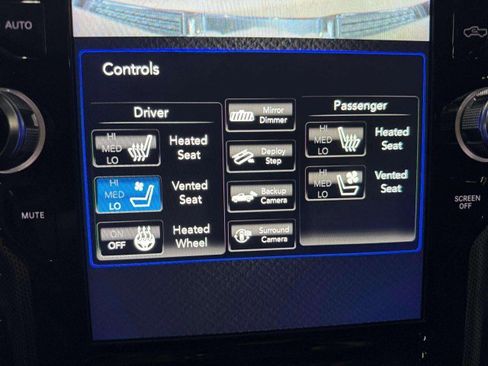 AUTO
MUTE
Controls
Driver
HI
MED
LO
Heated
Seat
HI
MED
LO
Vented
Seat
ON
OFF
Heated
Wheel
Mirror
Dimmer
Deploy
Step
Backup
Camera
Surround
Camera
Passenger
HI
MED
LO
Heated
Seat
HI
MED
LO
Vented
Seat
SCREEN
OFF